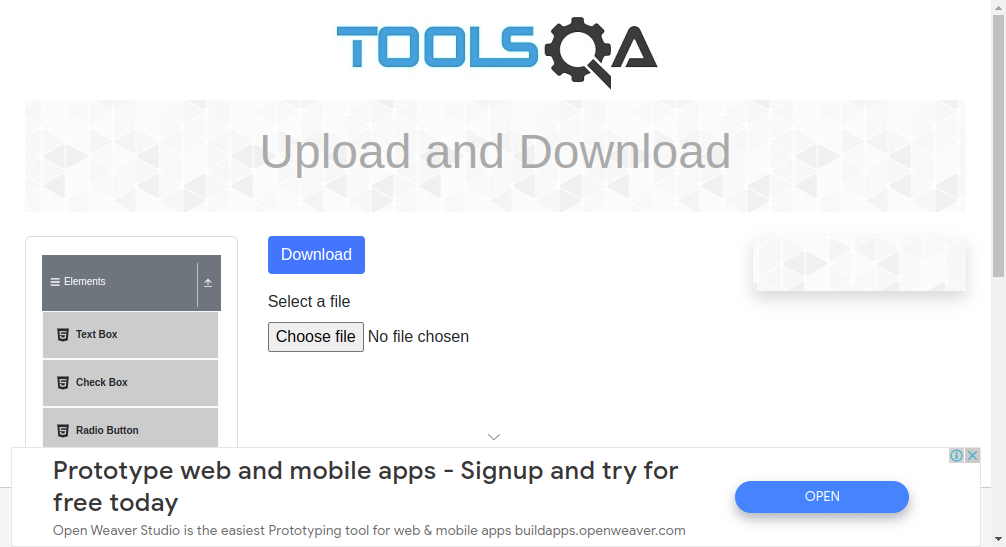 TOOLSQA
Upload and Download
Elements
Text Box
Check Box
Radio Button
Download
Select a file
Choose file No file chosen
Prototype web and mobile apps - Signup and try for
free today
Open Weaver Studio is the easiest Prototyping tool for web & mobile apps buildapps.openweaver.com
OPEN